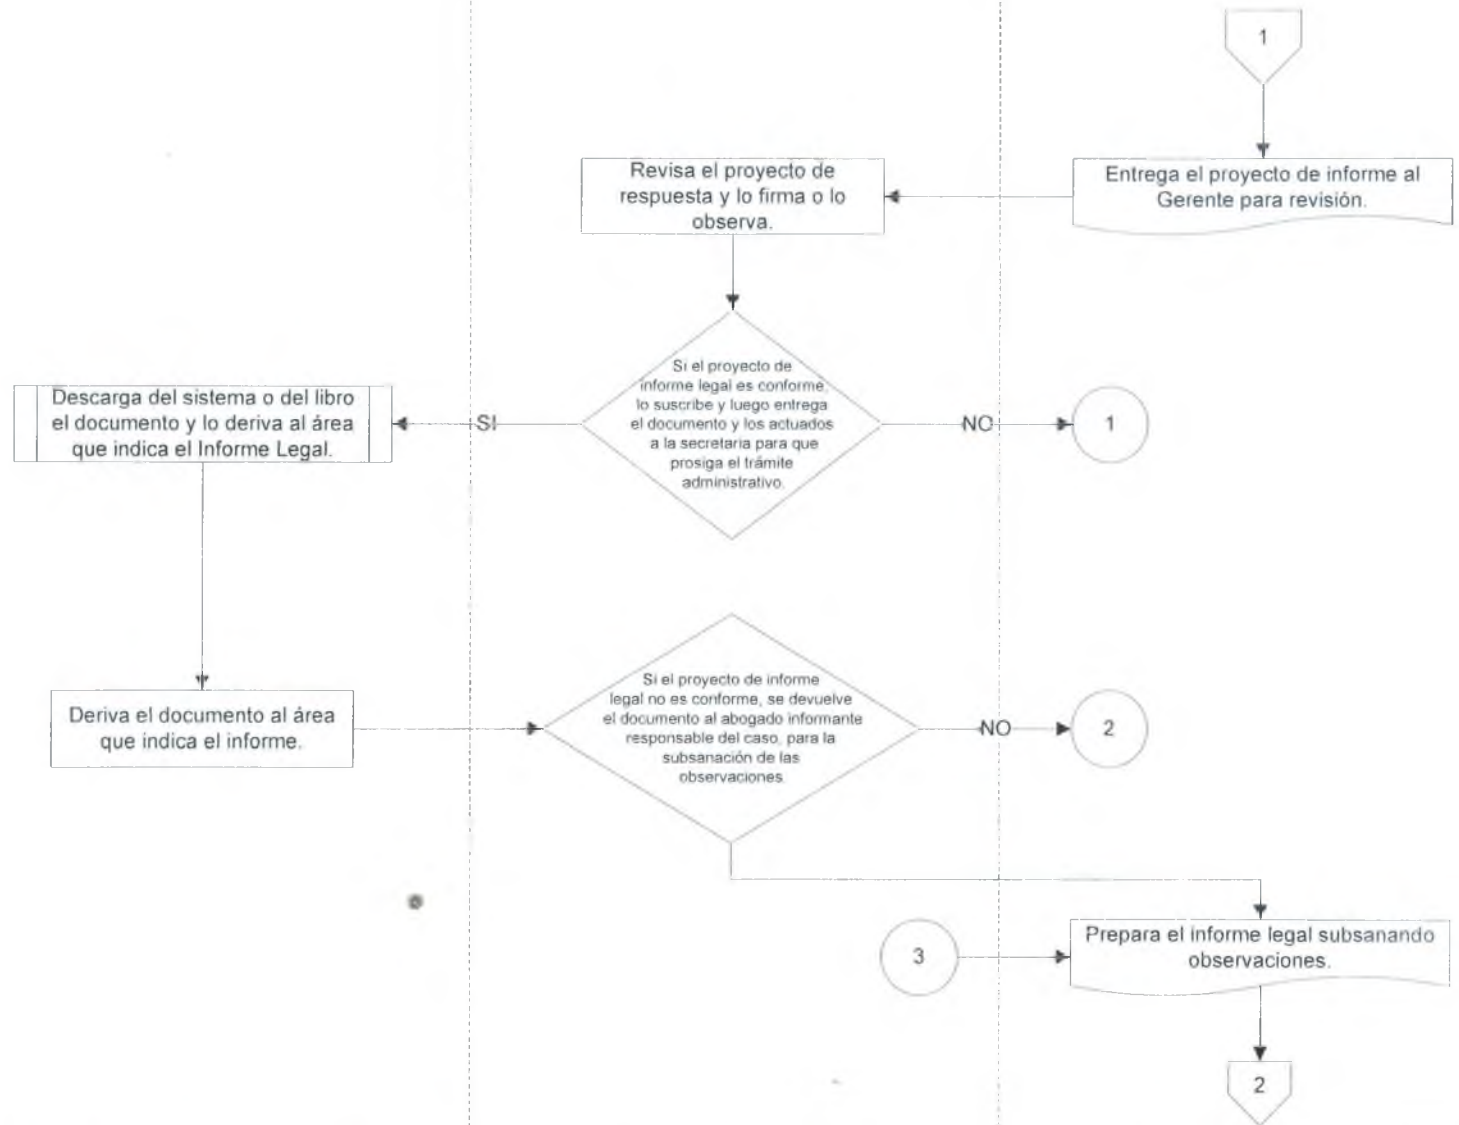 1
Entrega el proyecto de informe al
Gerente para revisión.
Revisa el proyecto de
respuesta y lo firma o lo
observa.
Si el proyecto de
informe legal es conforme,
lo suscribe y luego entrega
el documento y los actuados
a la secretaria para que
prosiga el trámite
administrativo.
SI
NO
1
Descarga del sistema o del libro
el documento y lo deriva al área
que indica el Informe Legal.
Deriva el documento al área
que indica el informe.
Si el proyecto de informe
legal no es conforme, se devuelve
el documento al abogado informante
responsable del caso, para la
subsanación de las
observaciones.
NO
2
3
Prepara el informe legal subsanando
observaciones.
2